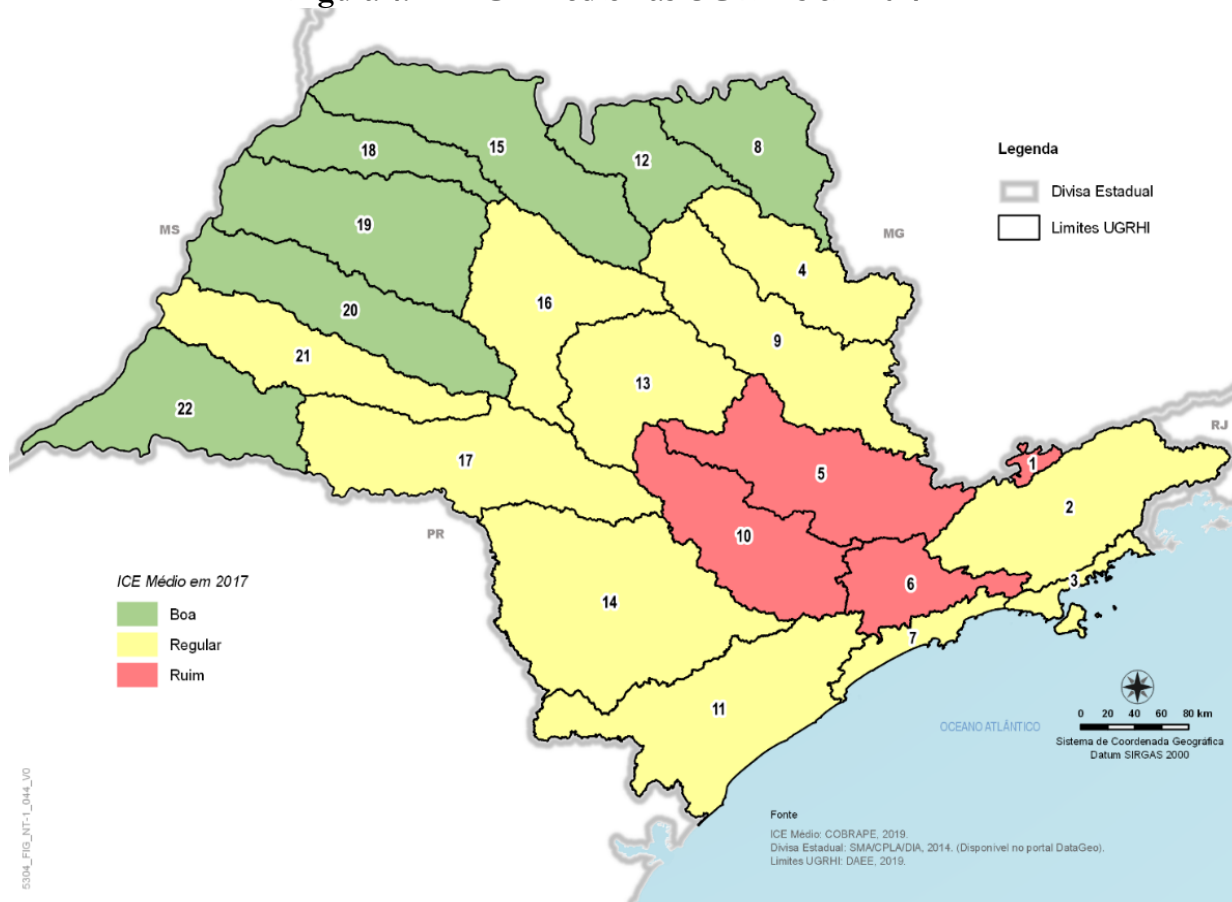 Legenda
Divisa Estadual
Limites UGRHI
MS
MG
RJ
PR
15
8
18
12
19
4
16
20
9
21
13
22
17
5
1
2
10
6
3
14
7
11
ICE Médio em 2017
Boa
Regular
Ruim
OCEANO ATLÂNTICO
0 20 40 60 80 km
Sistema de Coordenada Geográfica
Datum SIRGAS 2000
Fonte
ICE Médio: COBRAPE, 2019.
Divisa Estadual: SMA/CPLA/DIA, 2014. (Disponível no portal DataGeo).
Limites UGRHI: DAEE, 2019.
5304_FIG_NT-1_044_V0